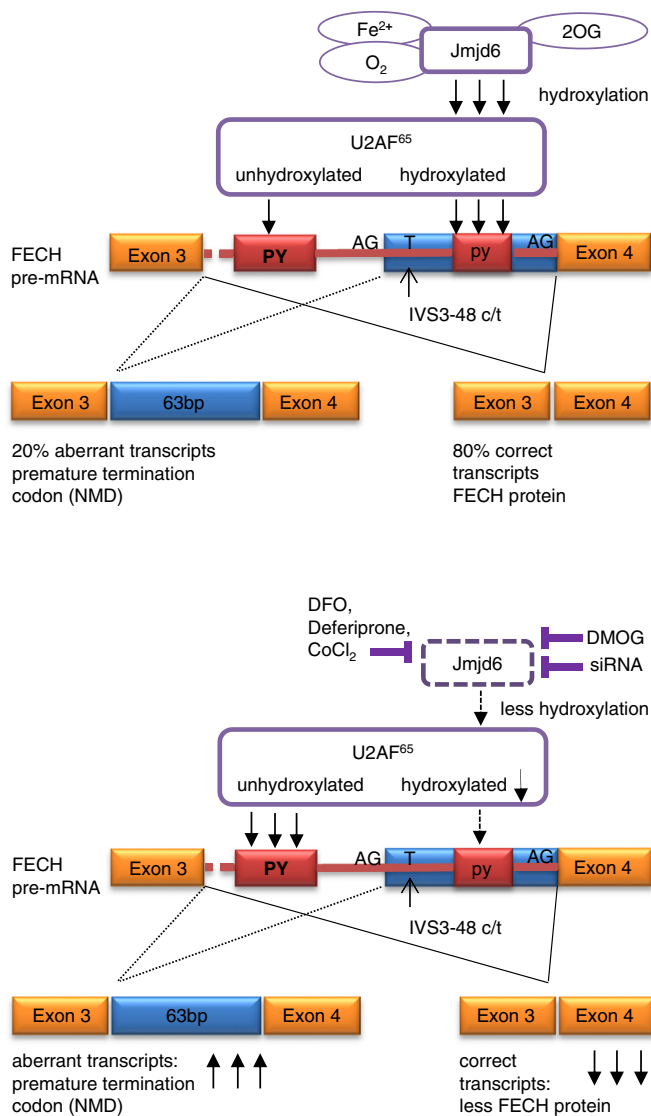 Fe²⁺
2OG
Jmjd6
O₂
hydroxylation
U2AF⁶⁵
unhydroxylated hydroxylated
FECH
pre-mRNA
Exon 3 PY AG T py AG Exon 4
IVS3-48 c/t
Exon 3 63bp Exon 4 Exon 3 Exon 4
20% aberrant transcripts
premature termination
codon (NMD)
80% correct
transcripts
FECH protein
DFO,
Deferiprone,
CoCl₂
Jmjd6
DMOG
siRNA
less hydroxylation
U2AF⁶⁵
unhydroxylated hydroxylated
FECH
pre-mRNA
Exon 3 PY AG T py AG Exon 4
IVS3-48 c/t
Exon 3 63bp Exon 4 Exon 3 Exon 4
aberrant transcripts:
premature termination
codon (NMD)
correct
transcripts:
less FECH protein